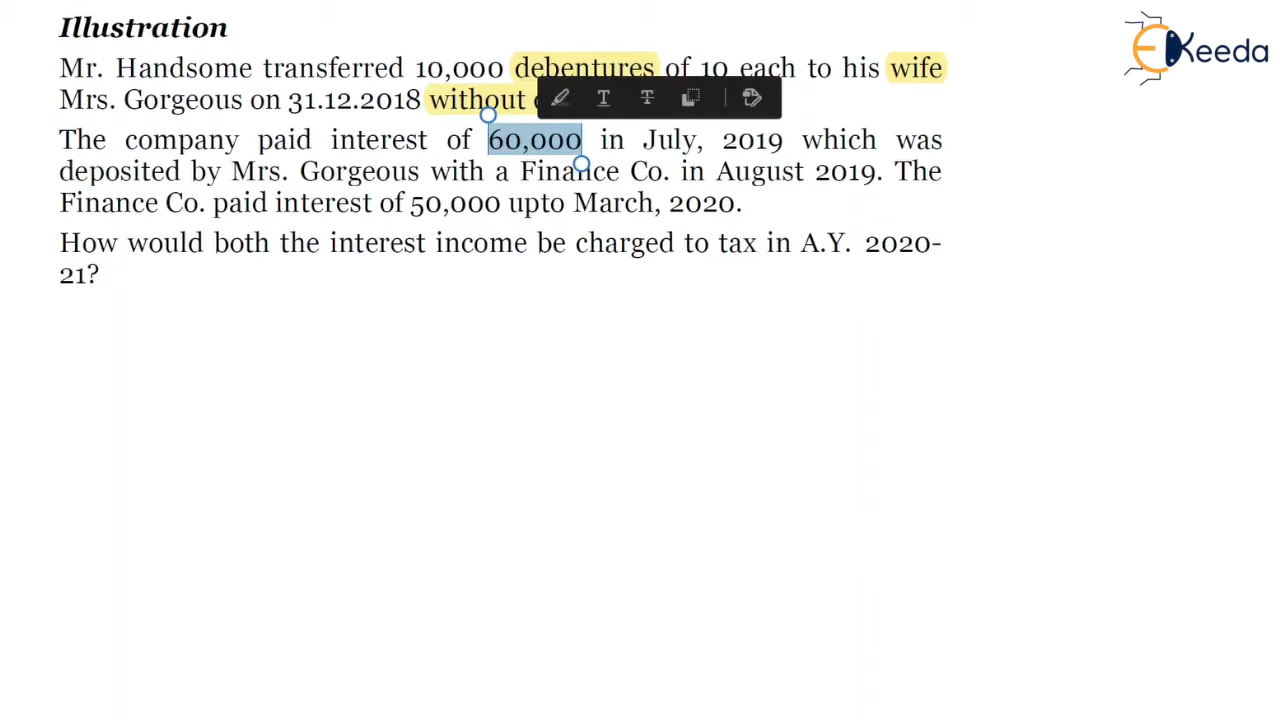 Illustration
Keeda
Mr. Handsome transferred 10,000 debentures of 10 each to his wife
Mrs. Gorgeous on 31.12.2018 without
The company paid interest of 60,000 in July, 2019 which was
deposited by Mrs. Gorgeous with a Finance Co. in August 2019. The
Finance Co. paid interest of 50,000 upto March, 2020.
How would both the interest income be charged to tax in A.Y. 2020-
21?